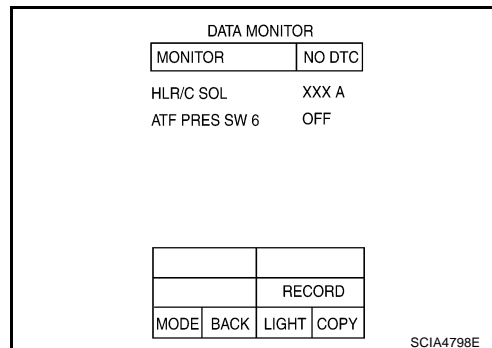 DATA MONITOR
MONITOR NO DTC
HLR/C SOL XXX A
ATF PRES SW 6 OFF
RECORD
MODE BACK LIGHT COPY
SCIA4798E